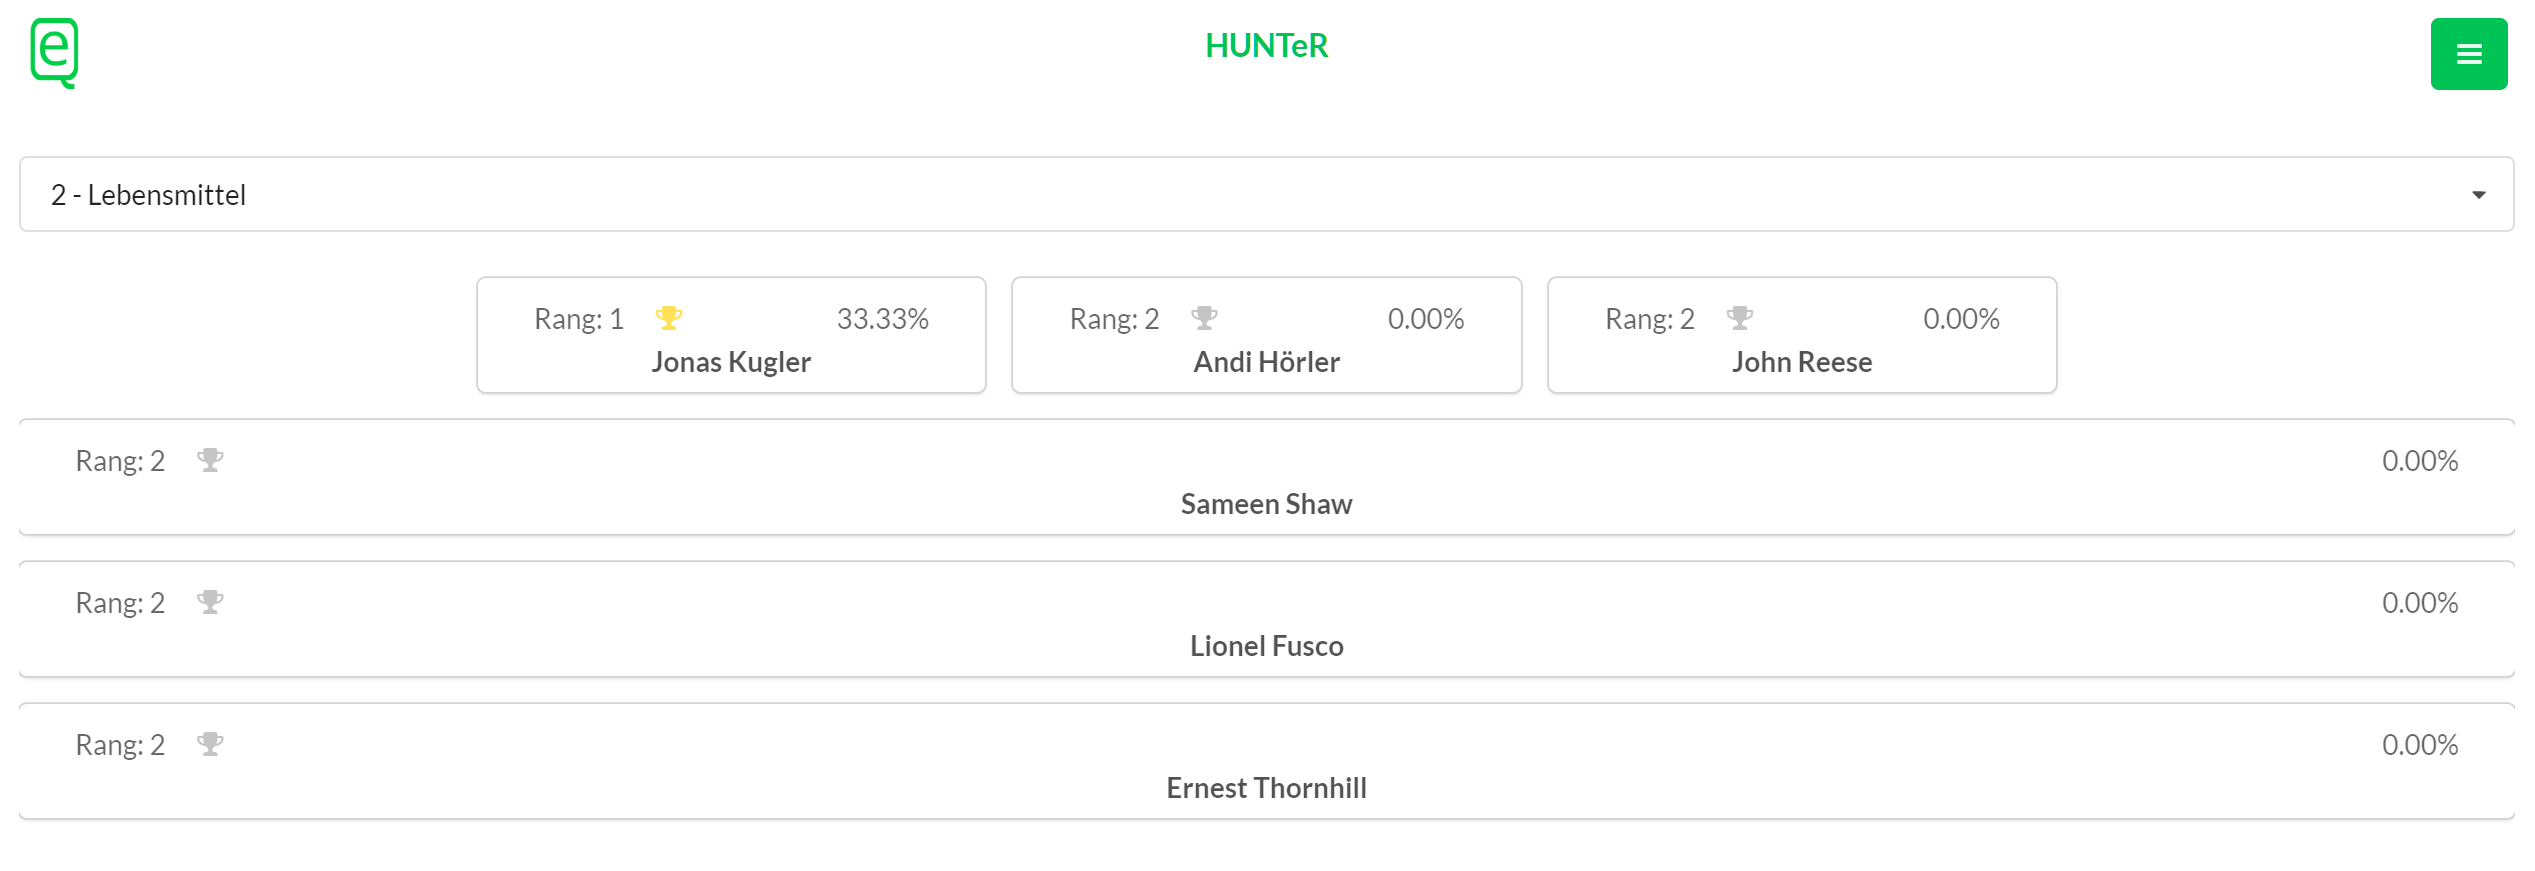 e
HUNTeR
2 - Lebensmittel
Rang: 1 33.33%
Jonas Kugler
Rang: 2 0.00%
Andi Hörler
Rang: 2 0.00%
John Reese
Rang: 2 0.00%
Sameen Shaw
Rang: 2 0.00%
Lionel Fusco
Rang: 2 0.00%
Ernest Thornhill